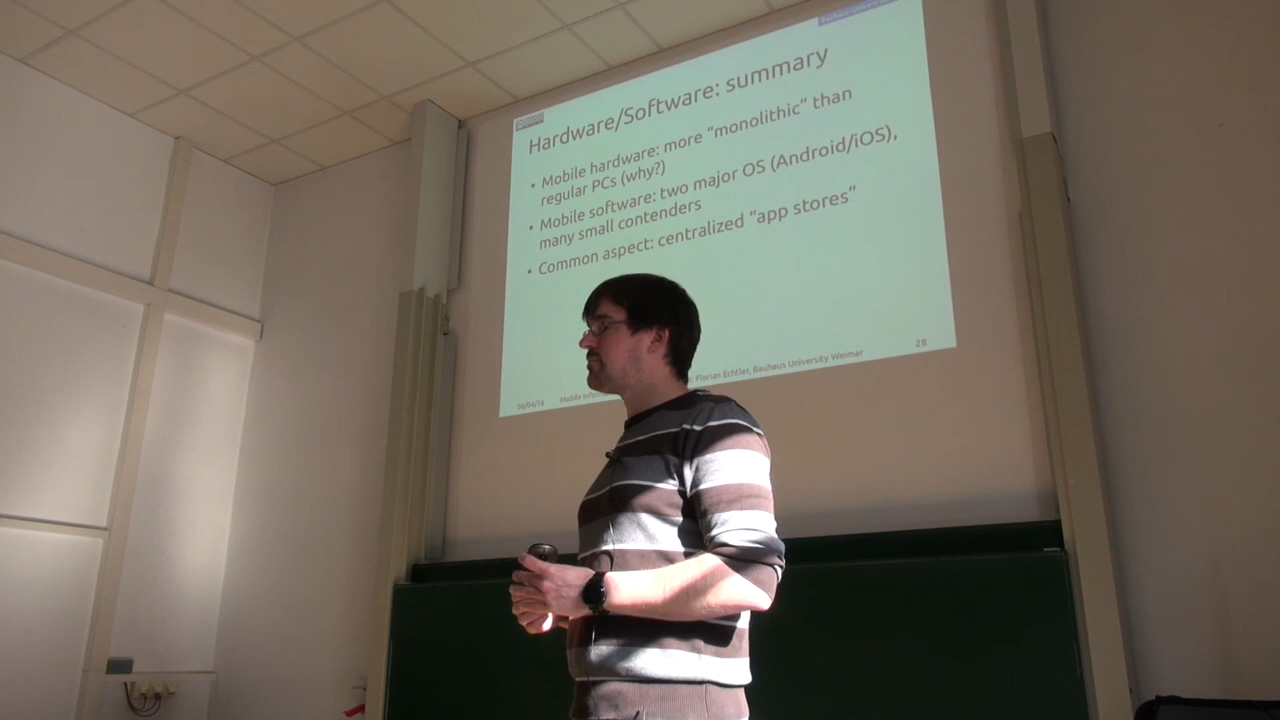 Hardware/Software: summary
• Mobile hardware: more "monolithic" than
regular PCs (why?)
• Mobile software: two major OS (Android/iOS),
many small contenders
• Common aspect: centralized "app stores"
06/04/16 Mobile Florian Echtler, Bauhaus University Weimar 28